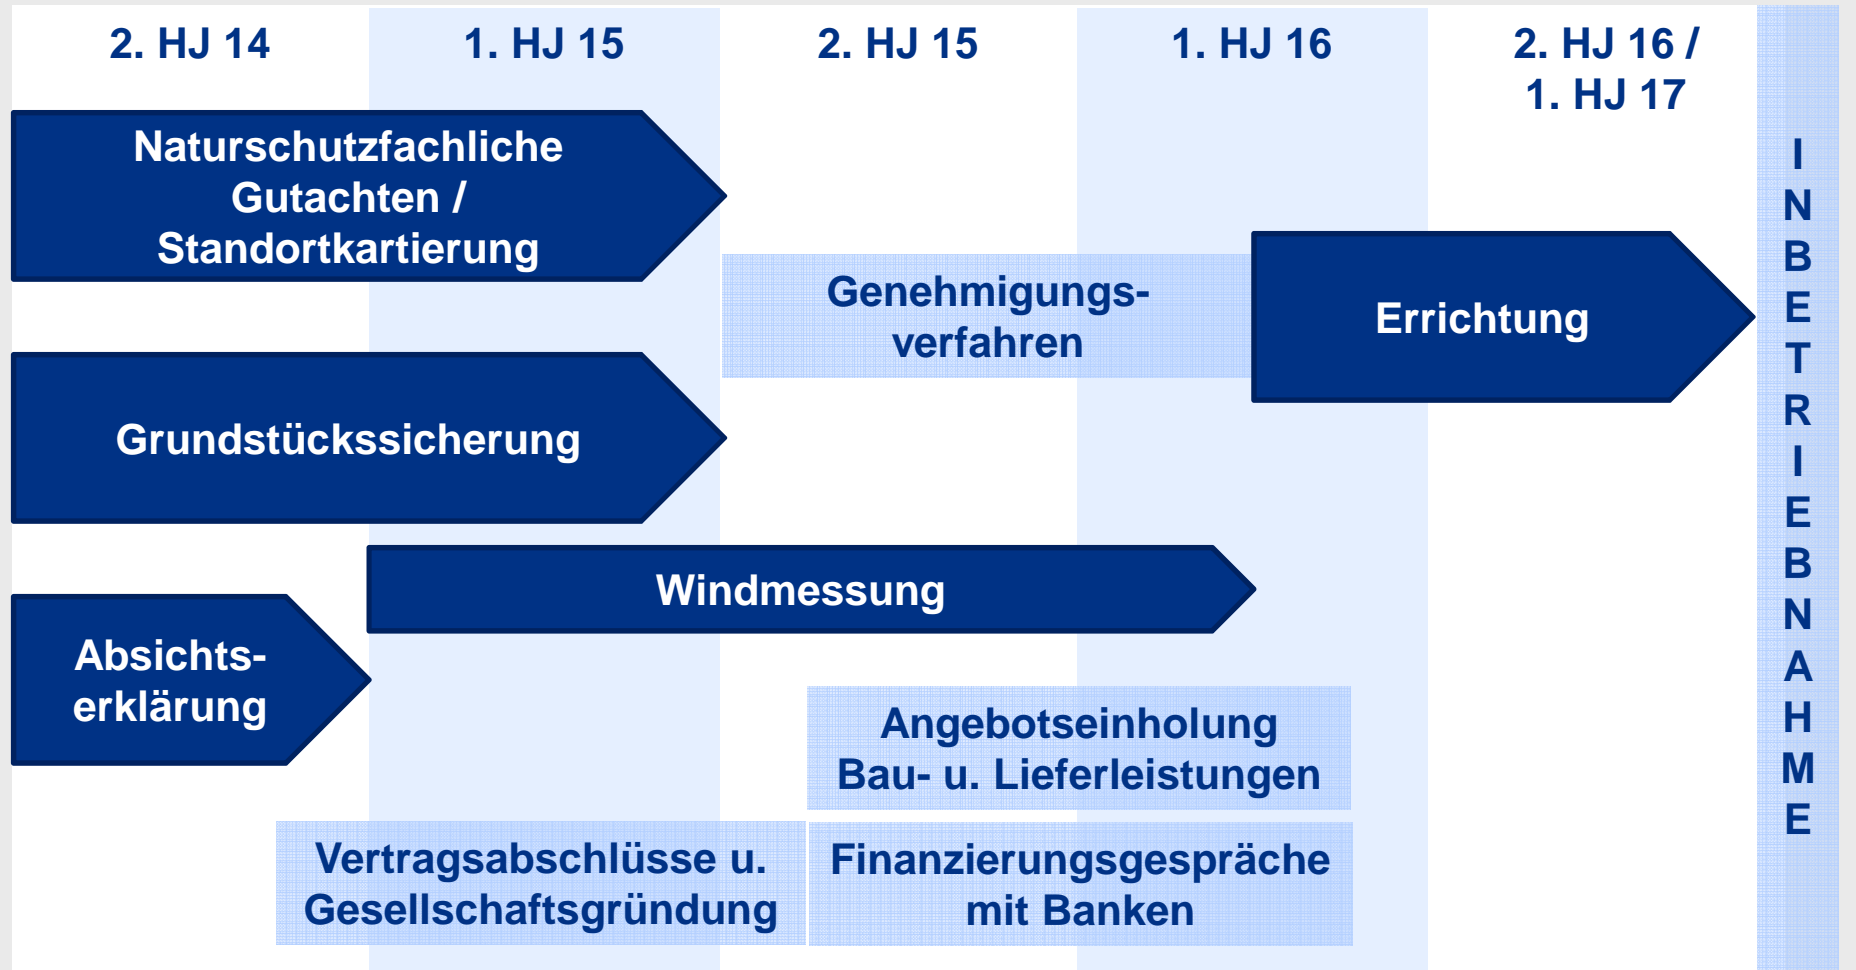 2. HJ 14
1. HJ 15
2. HJ 15
1. HJ 16
2. HJ 16 /
1. HJ 17
Naturschutzfachliche
Gutachten /
Standortkartierung
Genehmigungs-
verfahren
Errichtung
Grundstückssicherung
Windmessung
Absichts-
erklärung
Angebotseinholung
Bau- u. Lieferleistungen
Vertragsabschlüsse u.
Gesellschaftsgründung
Finanzierungsgespräche
mit Banken
I
N
B
E
T
R
I
E
B
N
A
H
M
E